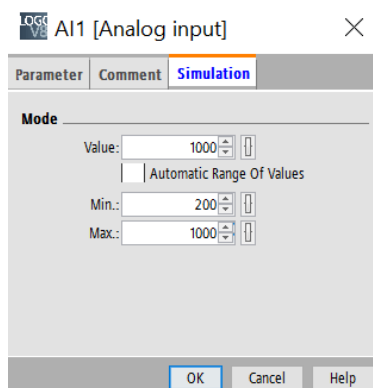 LOGO V8 AI1 [Analog input]
Parameter Comment Simulation
Mode
Value: 1000
Automatic Range Of Values
Min.: 200
Max.: 1000
OK Cancel Help